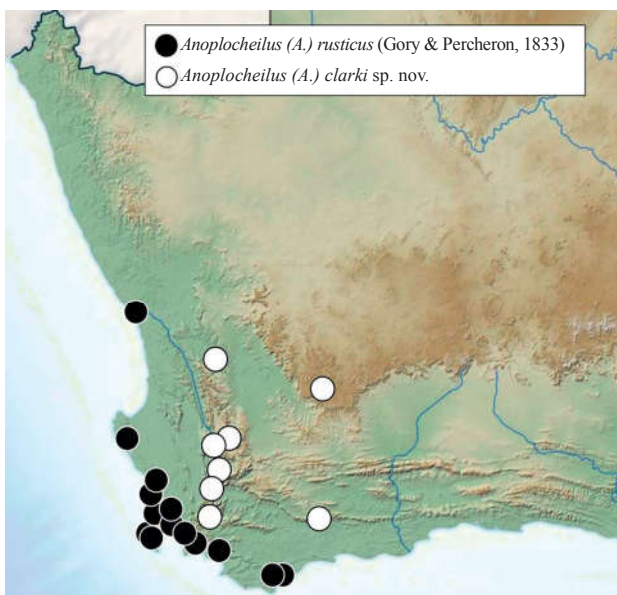 Anoplocheilus (A.) rusticus (Gory & Percheron, 1833)
Anoplocheilus (A.) clarki sp. nov.